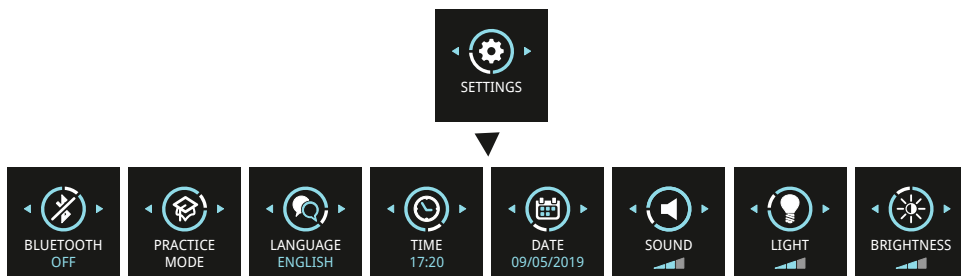 SETTINGS
BLUETOOTH
OFF
PRACTICE
MODE
LANGUAGE
ENGLISH
TIME
17:20
DATE
09/05/2019
SOUND
LIGHT
BRIGHTNESS